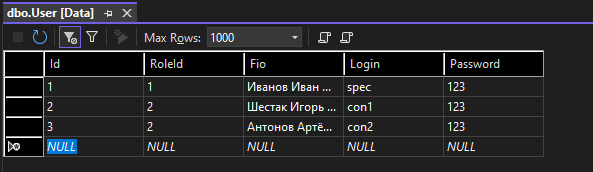 dbo.User [Data]
Max Rows: 1000
Id RoleId Fio Login Password
1 1 Иванов Иван ... spec 123
2 2 Шестак Игорь ... con1 123
3 2 Антонов Артё... con2 123
NULL NULL NULL NULL NULL